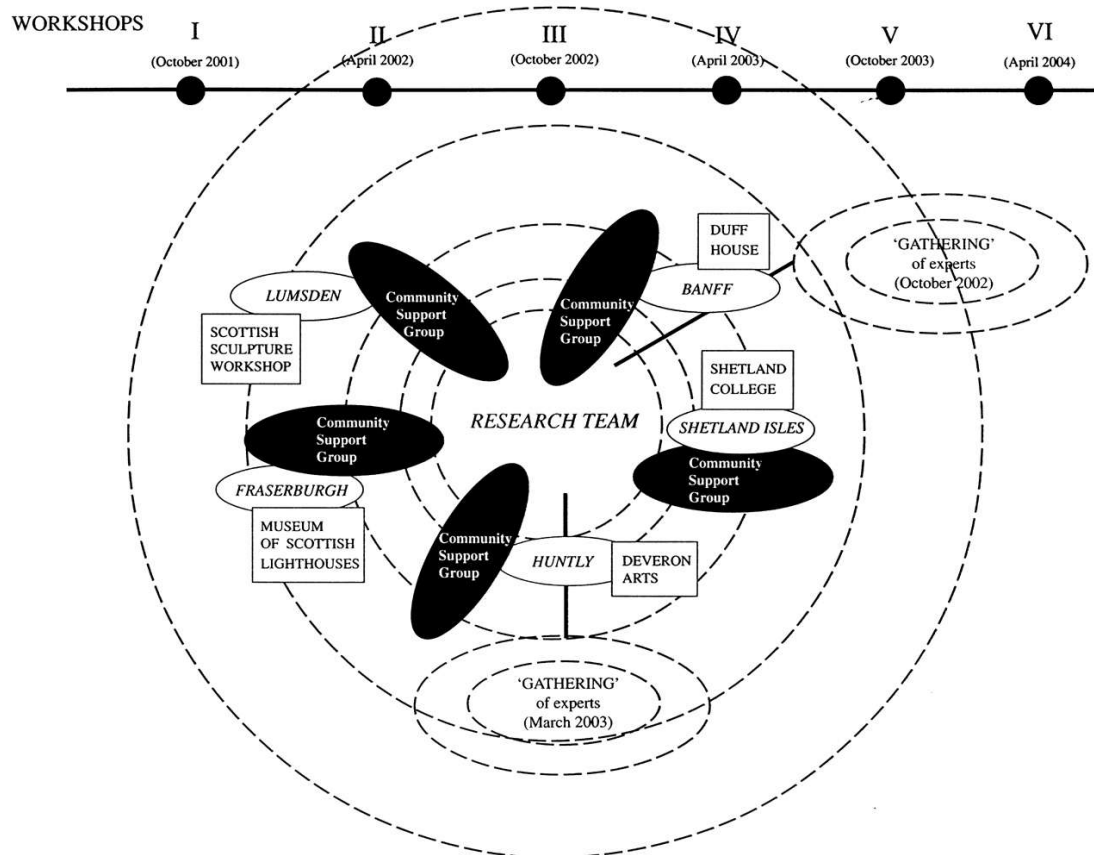 WORKSHOPS
I
II
III
IV
V
VI
(October 2001)
(April 2002)
(October 2002)
(April 2003)
(October 2003)
(April 2004)
DUFF
HOUSE
'GATHERING'
of experts
(October 2002)
LUMSDEN
Community
Support
Group
Community
Support
Group
BANFF
SCOTTISH
SCULPTURE
WORKSHOP
SHETLAND
COLLEGE
RESEARCH TEAM
SHETLAND ISLES
Community
Support
Group
Community
Support
Group
FRASERBURGH
MUSEUM
OF SCOTTISH
LIGHTHOUSES
Community
Support
Group
HUNTLY
DEVERON
ARTS
'GATHERING'
of experts
(March 2003)